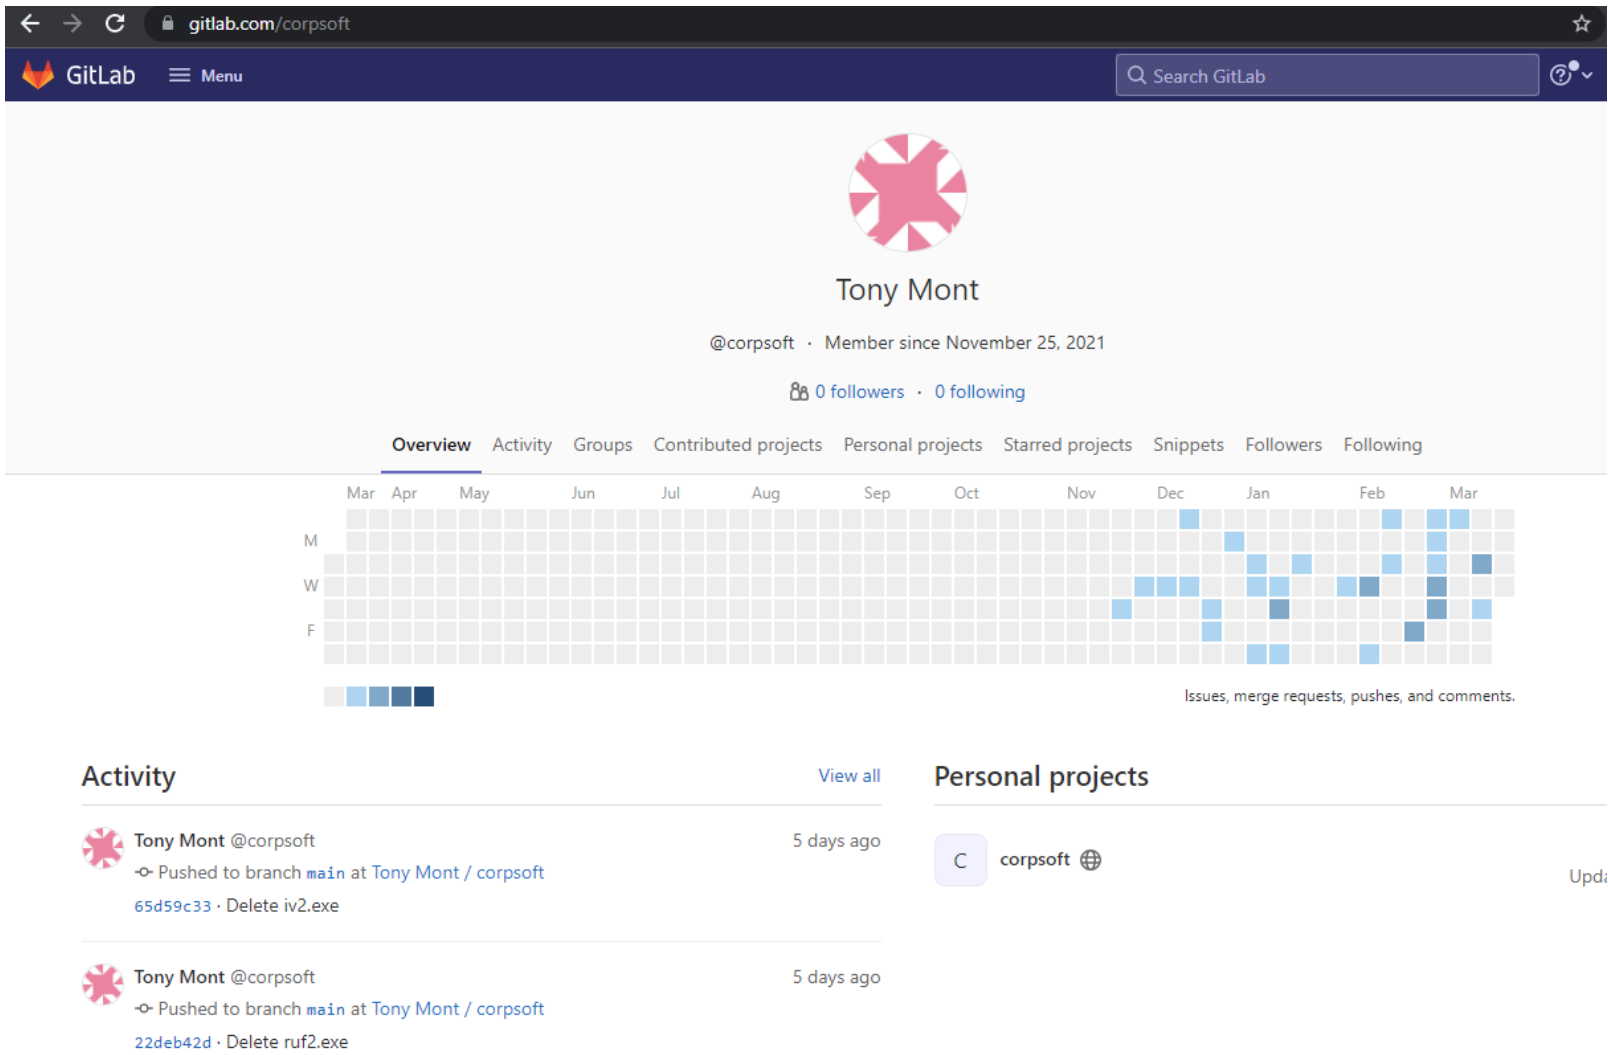 gitlab.com/corpsoft
GitLab Menu Search GitLab
Tony Mont
@corpsoft · Member since November 25, 2021
0 followers · 0 following
Overview Activity Groups Contributed projects Personal projects Starred projects Snippets Followers Following
Mar Apr May Jun Jul Aug Sep Oct Nov Dec Jan Feb Mar
M
W
F
Issues, merge requests, pushes, and comments.
Activity View all
Tony Mont @corpsoft 5 days ago
Pushed to branch main at Tony Mont / corpsoft
65d59c33 · Delete iv2.exe
Tony Mont @corpsoft 5 days ago
Pushed to branch main at Tony Mont / corpsoft
22deb42d · Delete ruf2.exe
Personal projects
C corpsoft
Upda